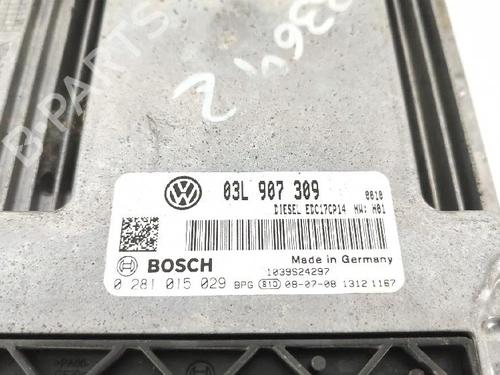 B-PARTS
03L 907 309
0010
DIESEL EDC17CP14 HW: H01
Made in Germany
BOSCH
1039S24297
0 281 015 029 BPG 810 08-07-08 1312 1167